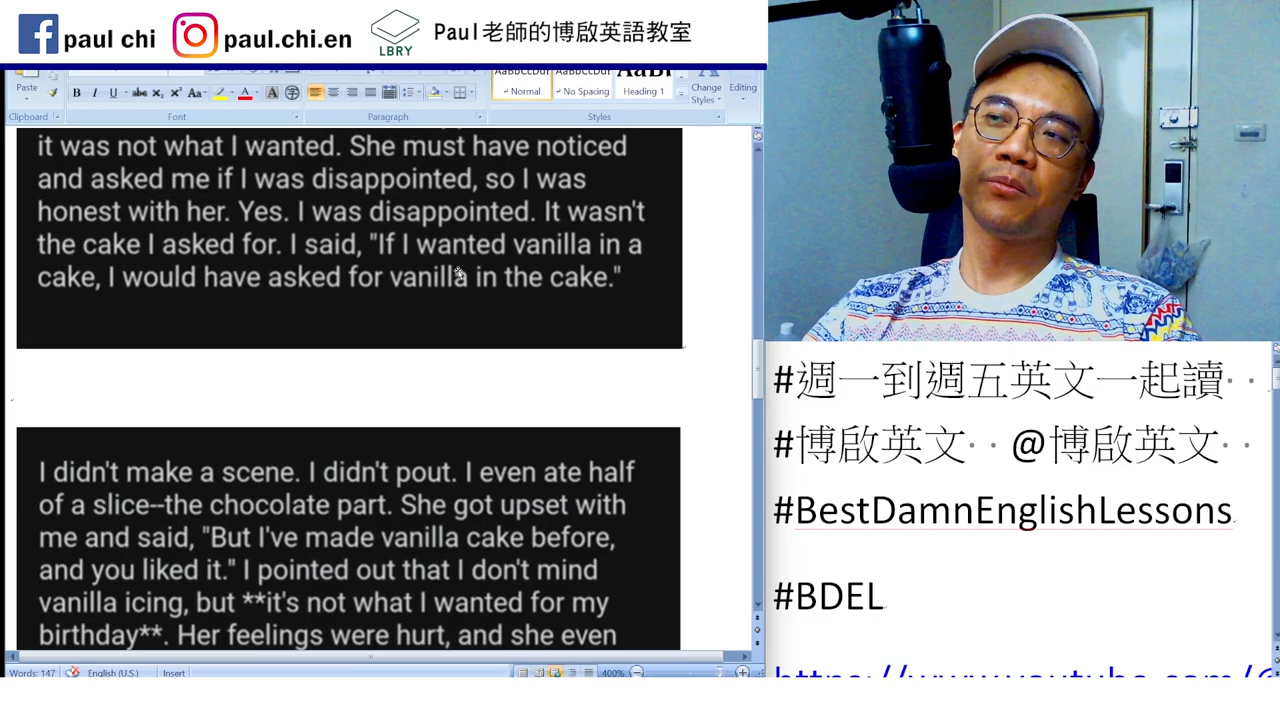 paul chi
paul.chi.en
LBRY
Paul老師的博啟英語教室
Paste
Clipboard
Font
Paragraph
AaBbCcDdI
Normal
AaBbCcDdI
No Spacing
Heading 1
Styles
Change
Styles
Editing
it was not what I wanted. She must have noticed
and asked me if I was disappointed, so I was
honest with her. Yes. I was disappointed. It wasn't
the cake I asked for. I said, "If I wanted vanilla in a
cake, I would have asked for vanilla in the cake."
I didn't make a scene. I didn't pout. I even ate half
of a slice--the chocolate part. She got upset with
me and said, "But I've made vanilla cake before,
and you liked it." I pointed out that I don't mind
vanilla icing, but **it's not what I wanted for my
birthday**. Her feelings were hurt, and she even
Words: 147
English (U.S.)
Insert
400%
#週一到週五英文一起讀
#博啟英文 @博啟英文
#BestDamnEnglishLessons
#BDEL